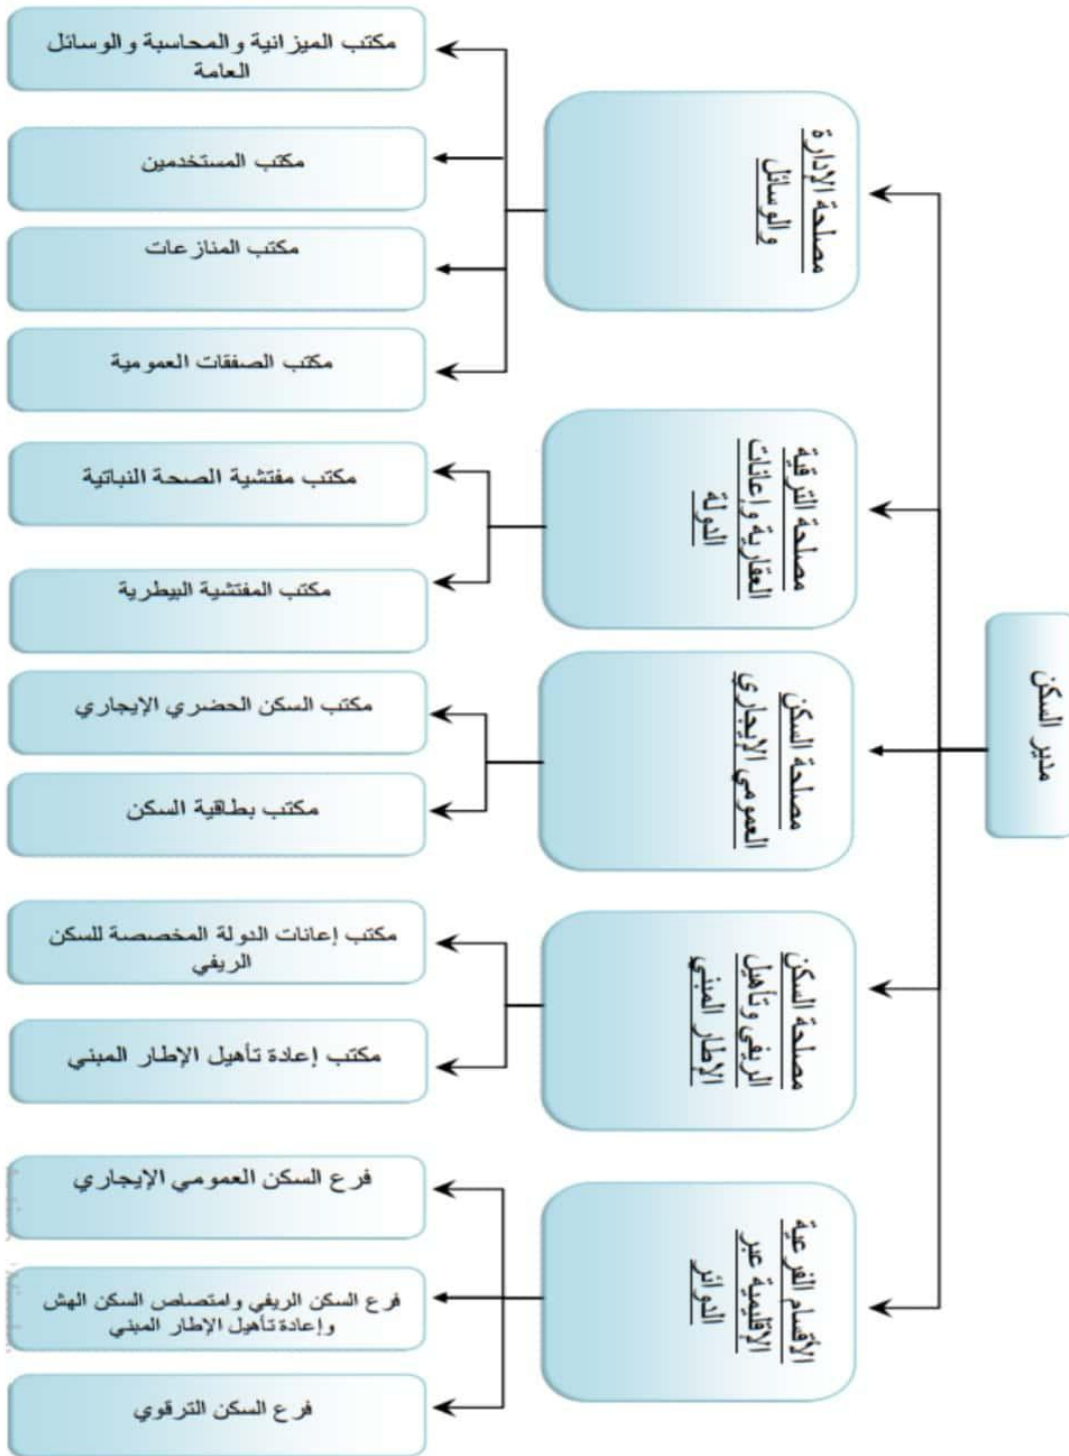 مدير السكن
مصلحة الإدارة
والوسائل
مكتب الميزانية والمحاسبة والوسائل
العامة
مكتب المستخدمين
مكتب المنازعات
مكتب الصفقات العمومية
مصلحة الترقية
العقارية وإعانات
الدولة
مكتب مفتشية الصحة النباتية
مكتب المفتشية البيطرية
مصلحة السكن
العمومي الإيجاري
مكتب السكن الحضري الإيجاري
مكتب بطاقية السكن
مصلحة السكن
الريفي وتأهيل
الإطار المبني
مكتب إعانات الدولة المخصصة للسكن
الريفي
مكتب إعادة تأهيل الإطار المبني
الأقسام الفرعية
الإقليمية عبر
الدوائر
فرع السكن العمومي الإيجاري
فرع السكن الريفي وامتصاص السكن الهش
وإعادة تأهيل الإطار المبني
فرع السكن الترقوي